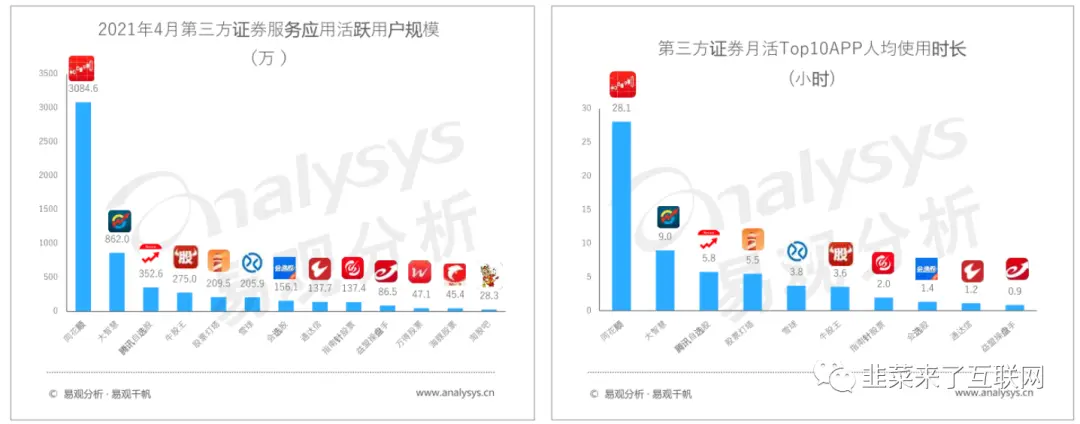 2021年4月第三方证券服务应用活跃用户规模
(万 )
3500
3000
2500
2000
1500
1000
500
0
3084.6
862.0
352.6
275.0
209.5
205.9
156.1
137.7
137.4
86.5
47.1
45.4
28.3
同花顺
大智慧
腾讯自选股
牛股王
股票灯塔
雪球
会选股
通达信
指南针股票
益盟操盘手
万得股票
海豚股票
淘股吧
analysys
易观分析
© 易观分析·易观千帆
www.analysys.cn
第三方证券月活Top10APP人均使用时长
(小时)
30
25
20
15
10
5
0
28.1
9.0
5.8
5.5
3.8
3.6
2.0
1.4
1.2
0.9
同花顺
大智慧
腾讯自选股
股票灯塔
雪球
牛股王
指南针股票
会选股
通达信
益盟操盘手
analysys
易观分析
© 易观分析·易观千帆
www.analysys.cn
韭菜来了互联网